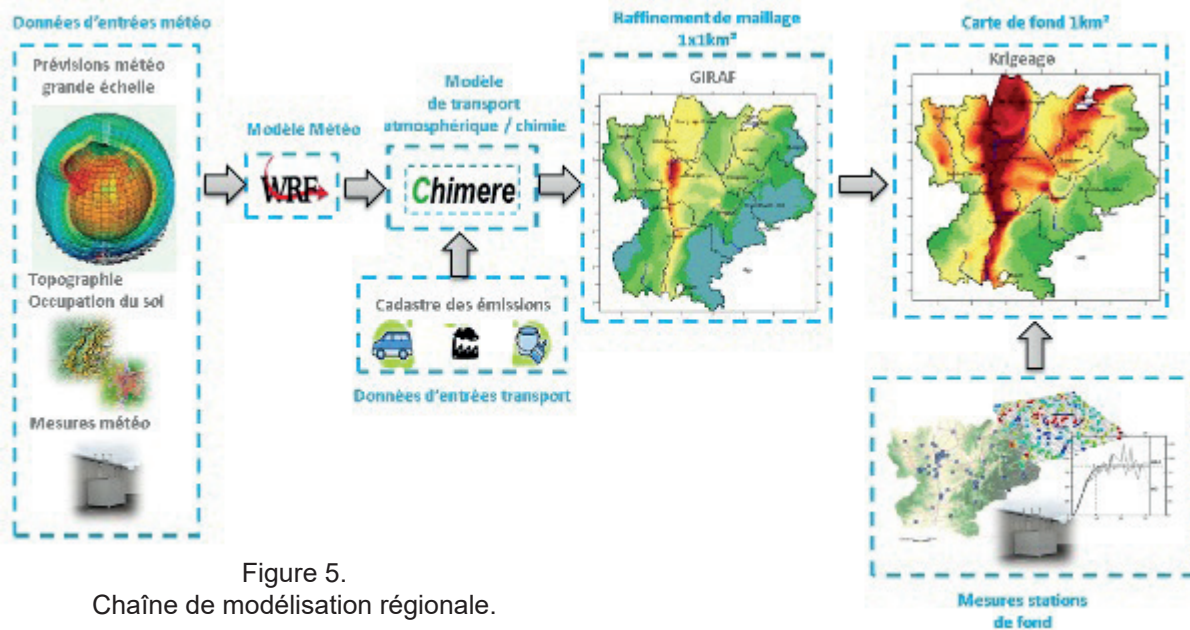 Données d'entrées météo
Prévisions météo
grande échelle
Topographie
Occupation du sol
Mesures météo
Modèle Météo
WRF
Modèle
de transport
atmosphérique / chimie
Chimere
Cadastre des émissions
Données d'entrées transport
Raffinement de maillage
1x1km²
GIRAF
Carte de fond 1km²
Krigeage
Mesures stations
de fond
Figure 5.
Chaîne de modélisation régionale.